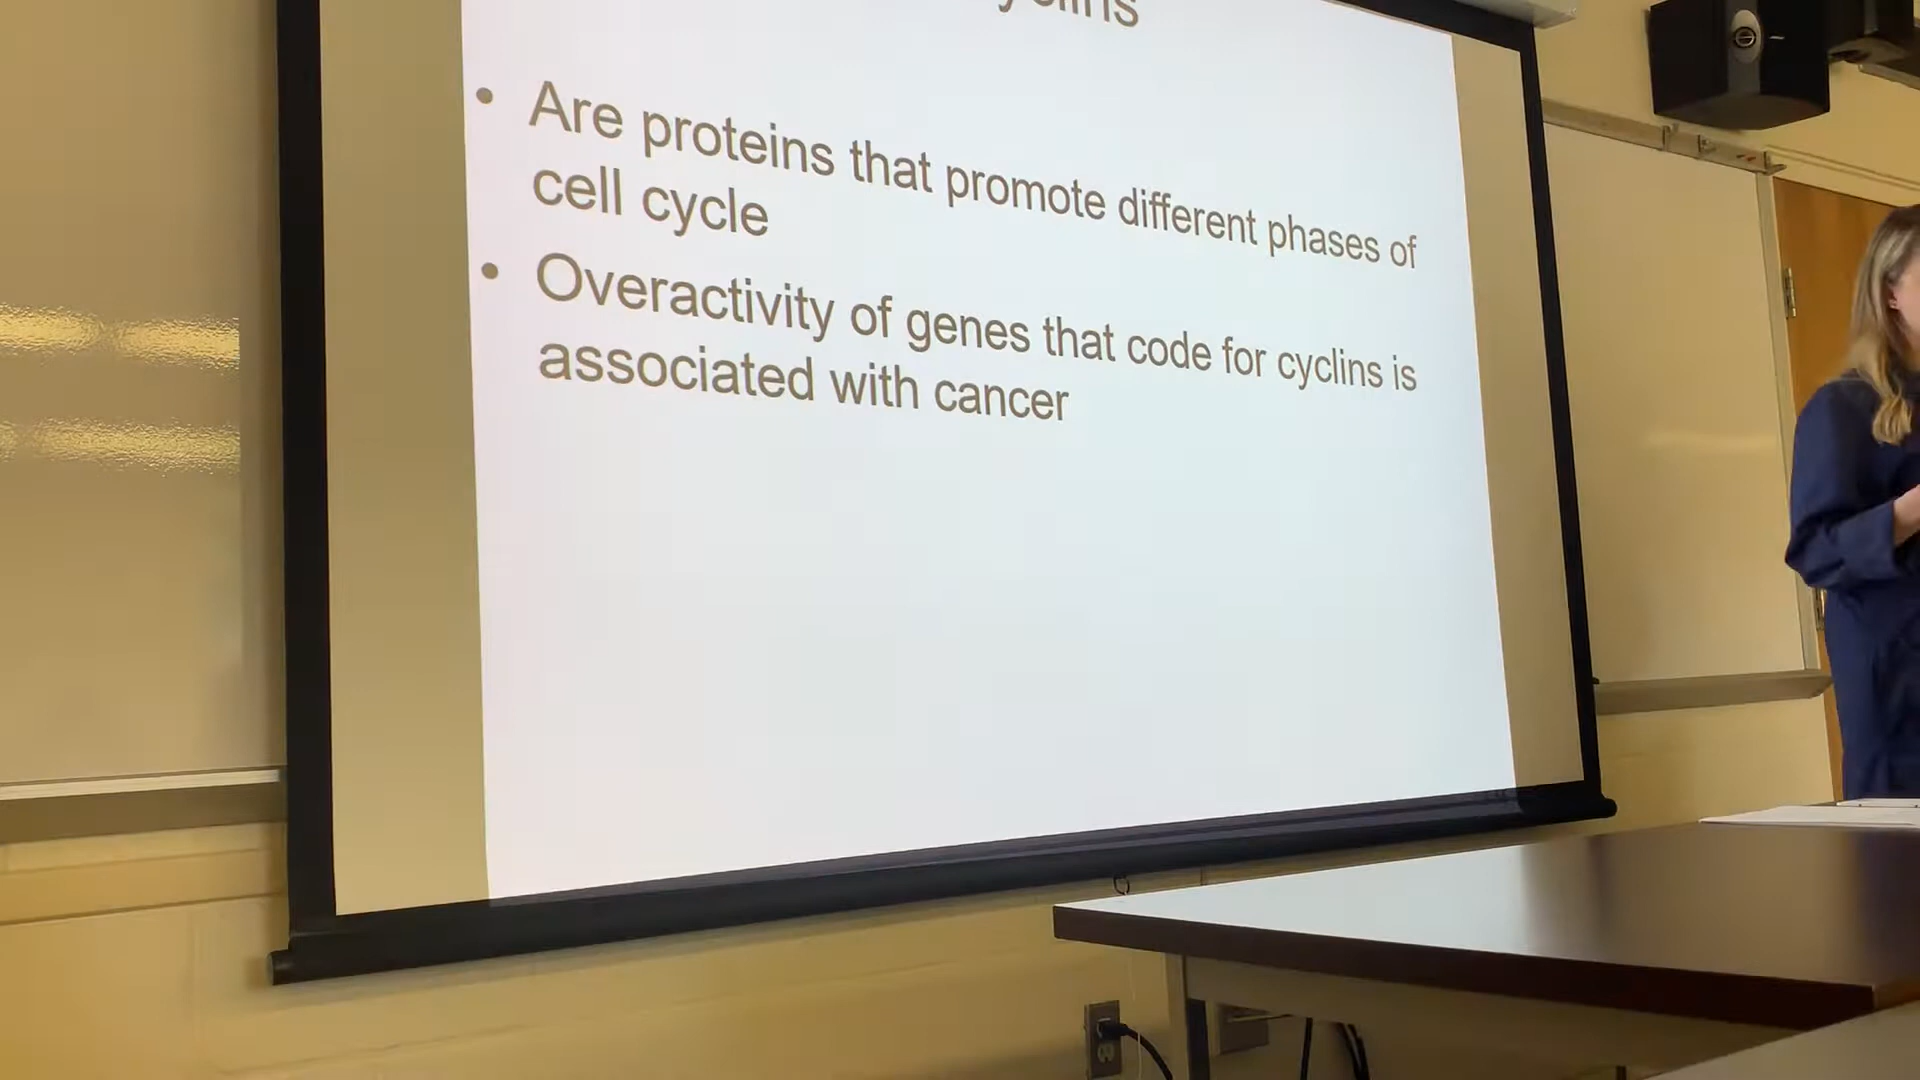 • Are proteins that promote different phases of
cell cycle
• Overactivity of genes that code for cyclins is
associated with cancer